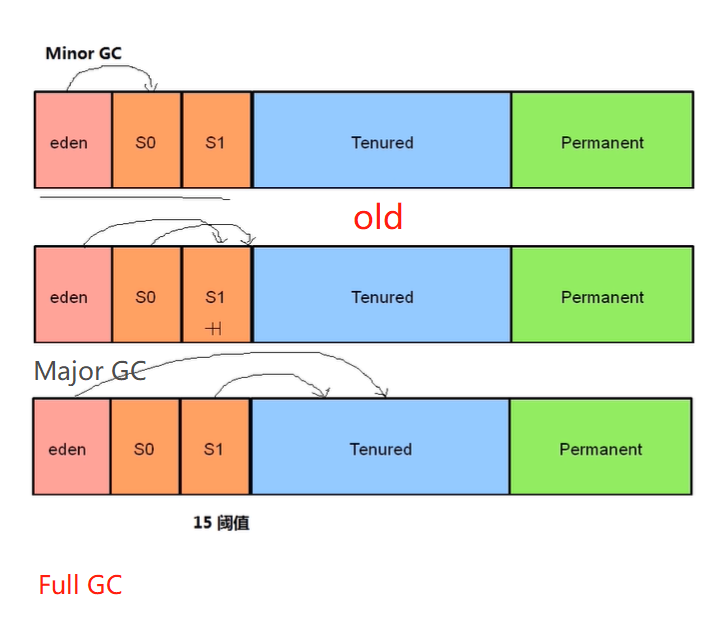 Minor GC
eden S0 S1 Tenured Permanent
old
eden S0 S1 Tenured Permanent
Major GC
eden S0 S1 Tenured Permanent
15 阈值
Full GC